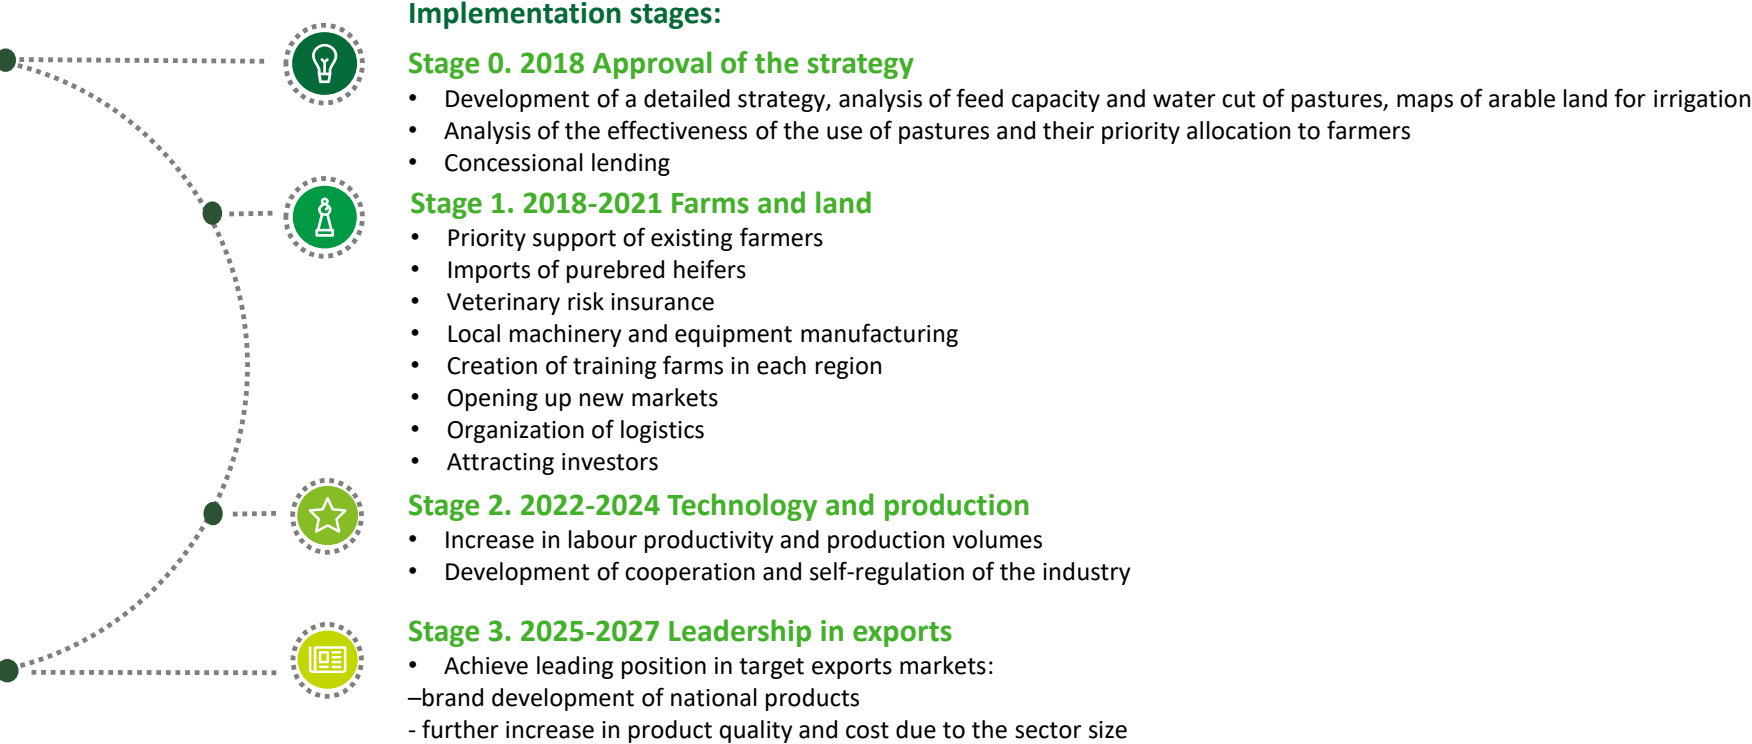 Implementation stages:
Stage 0. 2018 Approval of the strategy
• Development of a detailed strategy, analysis of feed capacity and water cut of pastures, maps of arable land for irrigation
• Analysis of the effectiveness of the use of pastures and their priority allocation to farmers
• Concessional lending
Stage 1. 2018-2021 Farms and land
• Priority support of existing farmers
• Imports of purebred heifers
• Veterinary risk insurance
• Local machinery and equipment manufacturing
• Creation of training farms in each region
• Opening up new markets
• Organization of logistics
• Attracting investors
Stage 2. 2022-2024 Technology and production
• Increase in labour productivity and production volumes
• Development of cooperation and self-regulation of the industry
Stage 3. 2025-2027 Leadership in exports
• Achieve leading position in target exports markets:
–brand development of national products
- further increase in product quality and cost due to the sector size